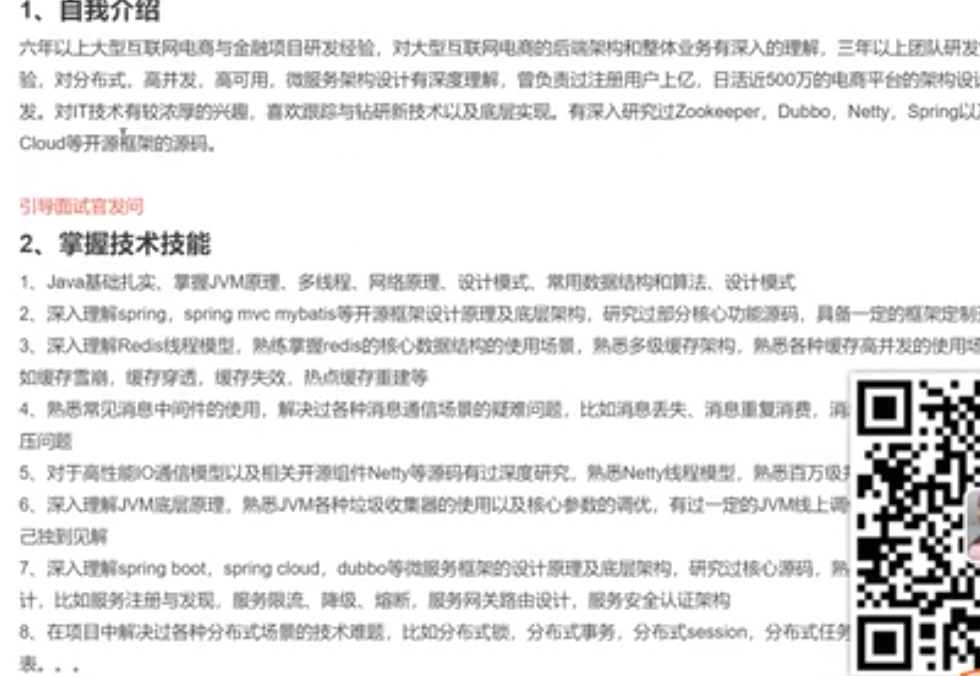 1、自我介绍
六年以上大型互联网电商与金融项目研发经验，对大型互联网电商的后端架构和整体业务有深入的理解，三年以上团队研发
验，对分布式，高并发，高可用，微服务架构设计有深度理解，曾负责过注册用户上亿，日活近500万的电商平台的架构设
发。对IT技术有较浓厚的兴趣，喜欢跟踪与钻研新技术以及底层实现。有深入研究过Zookeeper，Dubbo，Netty，Spring以
Cloud等开源框架的源码。
引导面试官发问
2、掌握技术技能
1、Java基础扎实、掌握JVM原理、多线程、网络原理、设计模式、常用数据结构和算法、设计模式
2、深入理解spring，spring mvc mybatis等开源框架设计原理及底层架构，研究过部分核心功能源码，具备一定的框架定制
3、深入理解Redis线程模型，熟练掌握redis的核心数据结构的使用场景，熟悉多级缓存架构，熟悉各种缓存高并发的使用场
如缓存雪崩，缓存穿透，缓存失效、热点缓存重建等
4、熟悉常见消息中间件的使用，解决过各种消息通信场景的疑难问题，比如消息丢失、消息重复消费，消
压问题
5、对于高性能IO通信模型以及相关开源组件Netty等源码有过深度研究，熟悉Netty线程模型，熟悉百万级
6、深入理解JVM底层原理，熟悉JVM各种垃圾收集器的使用以及核心参数的调优，有过一定的JVM线上调
己独到见解
7、深入理解spring boot，spring cloud，dubbo等微服务框架的设计原理及底层架构，研究过核心源码，熟
计，比如服务注册与发现，服务限流、降级、熔断，服务网关路由设计，服务安全认证架构
8、在项目中解决过各种分布式场景的技术难题，比如分布式锁，分布式事务，分布式session，分布式任务
表。。。